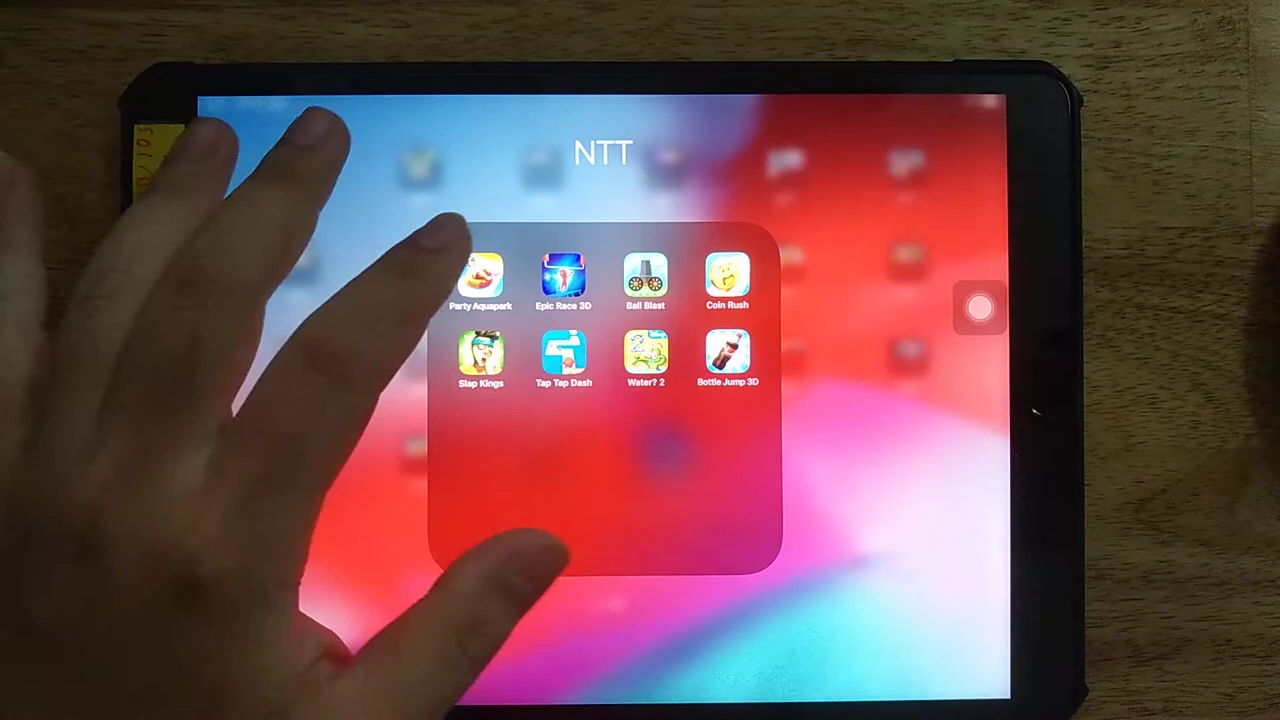 NTT
Party Aquapark
Epic Race 3D
Ball Blast
Coin Rush
Slap Kings
Tap Tap Dash
Water? 2
Bottle Jump 3D